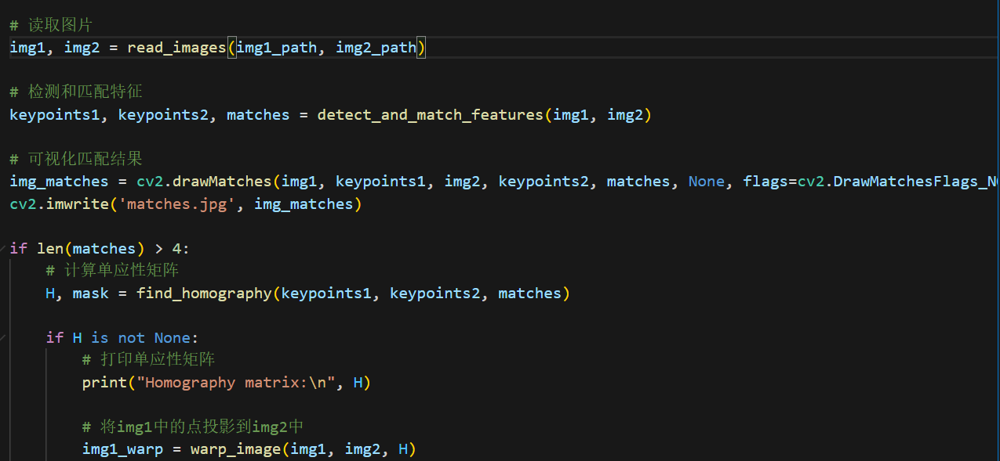 # 读取图片
img1, img2 = read_images(img1_path, img2_path)
# 检测和匹配特征
keypoints1, keypoints2, matches = detect_and_match_features(img1, img2)
# 可视化匹配结果
img_matches = cv2.drawMatches(img1, keypoints1, img2, keypoints2, matches, None, flags=cv2.DrawMatchesFlags_N
cv2.imwrite('matches.jpg', img_matches)
if len(matches) > 4:
# 计算单应性矩阵
H, mask = find_homography(keypoints1, keypoints2, matches)
if H is not None:
# 打印单应性矩阵
print("Homography matrix:\n", H)
# 将img1中的点投影到img2中
img1_warp = warp_image(img1, img2, H)